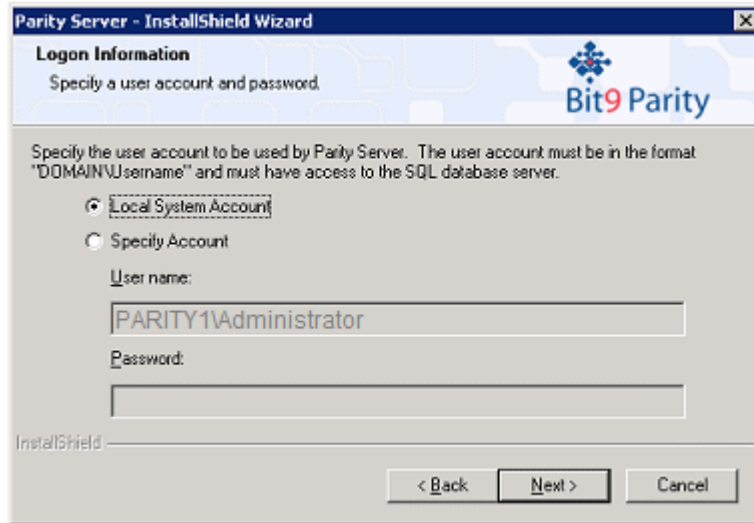 Parity Server - InstallShield Wizard
Logon Information
Specify a user account and password.
Bit9 Parity
Specify the user account to be used by Parity Server. The user account must be in the format
"DOMAIN\Username" and must have access to the SQL database server.
Local System Account
Specify Account
User name:
PARITY1\Administrator
Password:
InstallShield
< Back
Next >
Cancel